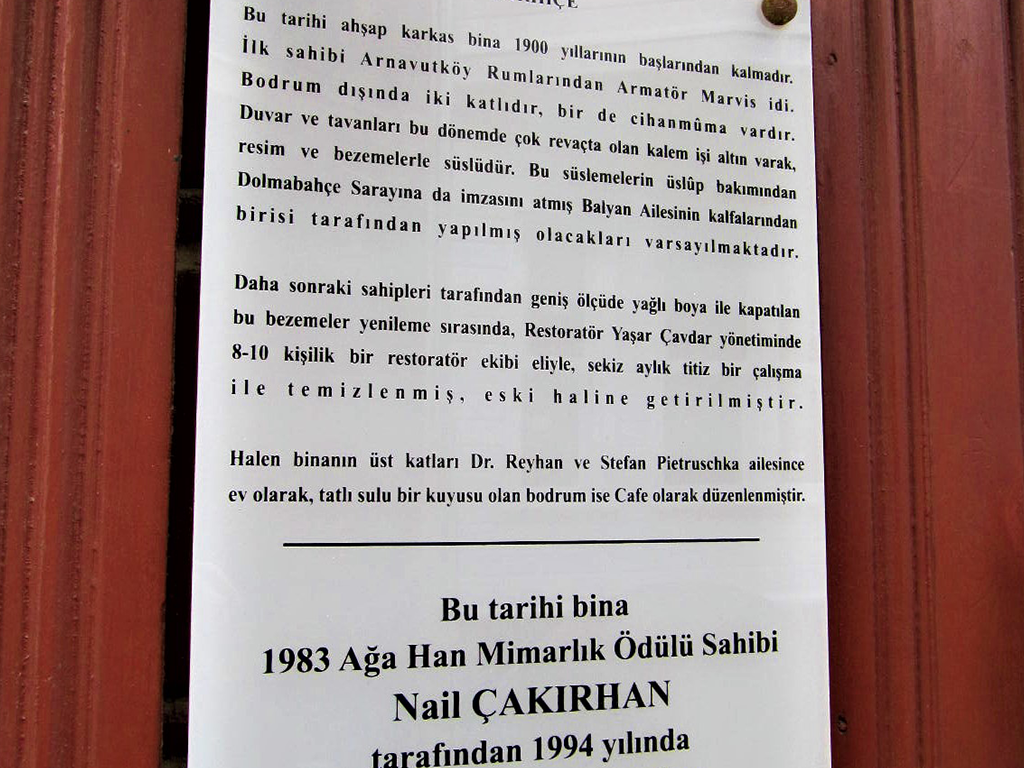 Bu tarihi ahşap karkas bina 1900 yıllarının başlarından kalmadır.
İlk sahibi Arnavutköy Rumlarından Armatör Marvis idi.
Bodrum dışında iki katlıdır, bir de cihanmûma vardır.
Duvar ve tavanları bu dönemde çok revaçta olan kalem işi altın varak,
resim ve bezemelerle süslüdür. Bu süslemelerin üslûp bakımından
Dolmabahçe Sarayına da imzasını atmış Balyan Ailesinin kalfalarından
birisi tarafından yapılmış olacakları varsayılmaktadır.
Daha sonraki sahipleri tarafından geniş ölçüde yağlı boya ile kapatılan
bu bezemeler yenileme sırasında, Restoratör Yaşar Çavdar yönetiminde
8-10 kişilik bir restoratör ekibi eliyle, sekiz aylık titiz bir çalışma
ile temizlenmiş, eski haline getirilmiştir.
Halen binanın üst katları Dr. Reyhan ve Stefan Pietruschka ailesince
ev olarak, tatlı sulu bir kuyusu olan bodrum ise Cafe olarak düzenlenmiştir.
Bu tarihi bina
1983 Ağa Han Mimarlık Ödülü Sahibi
Nail ÇAKIRHAN
tarafından 1994 yılında